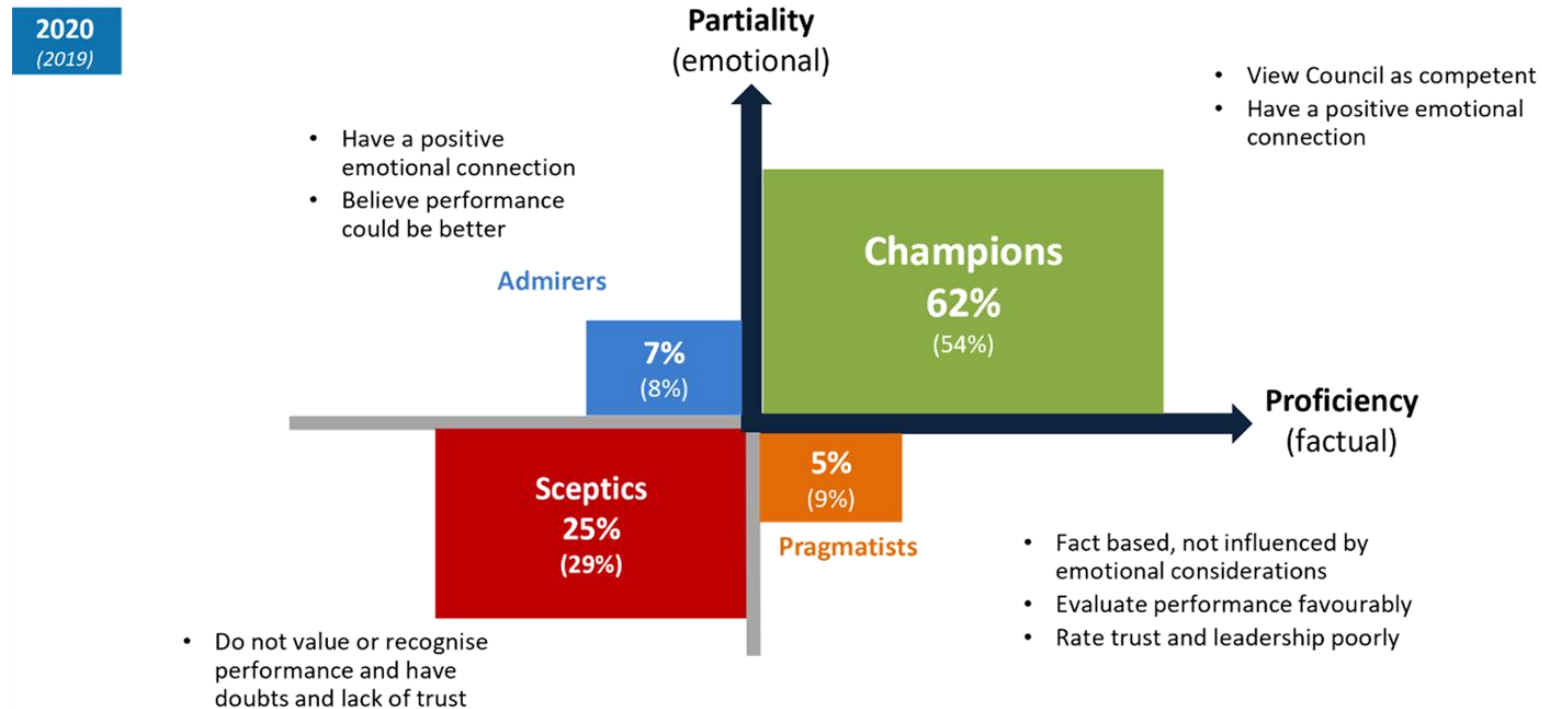 2020
(2019)
Partiality
(emotional)
• View Council as competent
• Have a positive emotional
connection
• Have a positive
emotional connection
• Believe performance
could be better
Admirers
7%
(8%)
Champions
62%
(54%)
Proficiency
(factual)
Sceptics
25%
(29%)
5%
(9%)
Pragmatists
• Fact based, not influenced by
emotional considerations
• Evaluate performance favourably
• Rate trust and leadership poorly
• Do not value or recognise
performance and have
doubts and lack of trust